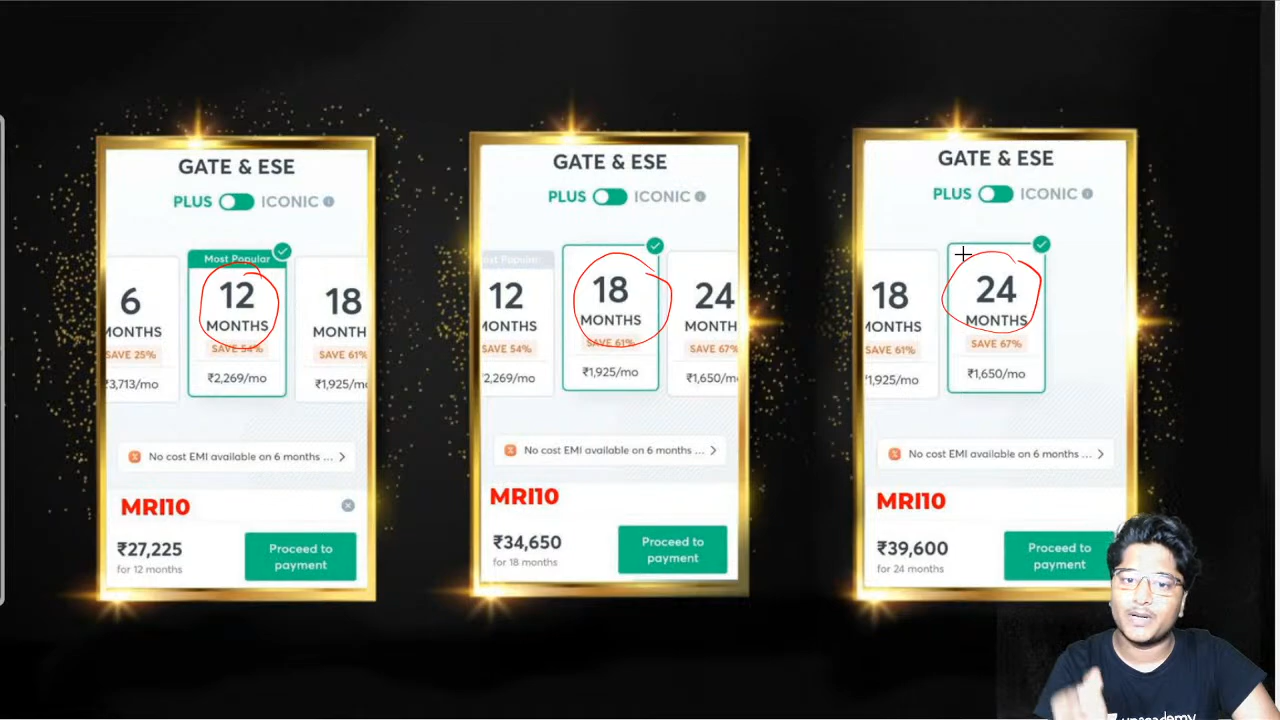 GATE & ESE
PLUS ICONIC
Most Popular
6
MONTHS
SAVE 25%
₹3,713/mo
12
MONTHS
SAVE 54%
₹2,269/mo
18
MONTH
SAVE 61%
₹1,925/m
No cost EMI available on 6 months ...
MRI10
₹27,225
for 12 months
Proceed to
payment
GATE & ESE
PLUS ICONIC
ost Popular
12
MONTHS
SAVE 54%
2,269/mo
18
MONTHS
SAVE 61%
₹1,925/mo
24
MONTHS
SAVE 67%
₹1,650/m
No cost EMI available on 6 months ...
MRI10
₹34,650
for 18 months
Proceed to
payment
GATE & ESE
PLUS ICONIC
18
MONTHS
SAVE 61%
1,925/mo
24
MONTHS
SAVE 67%
₹1,650/mo
No cost EMI available on 6 months ...
MRI10
₹39,600
for 24 months
Proceed to
payment
unacademy